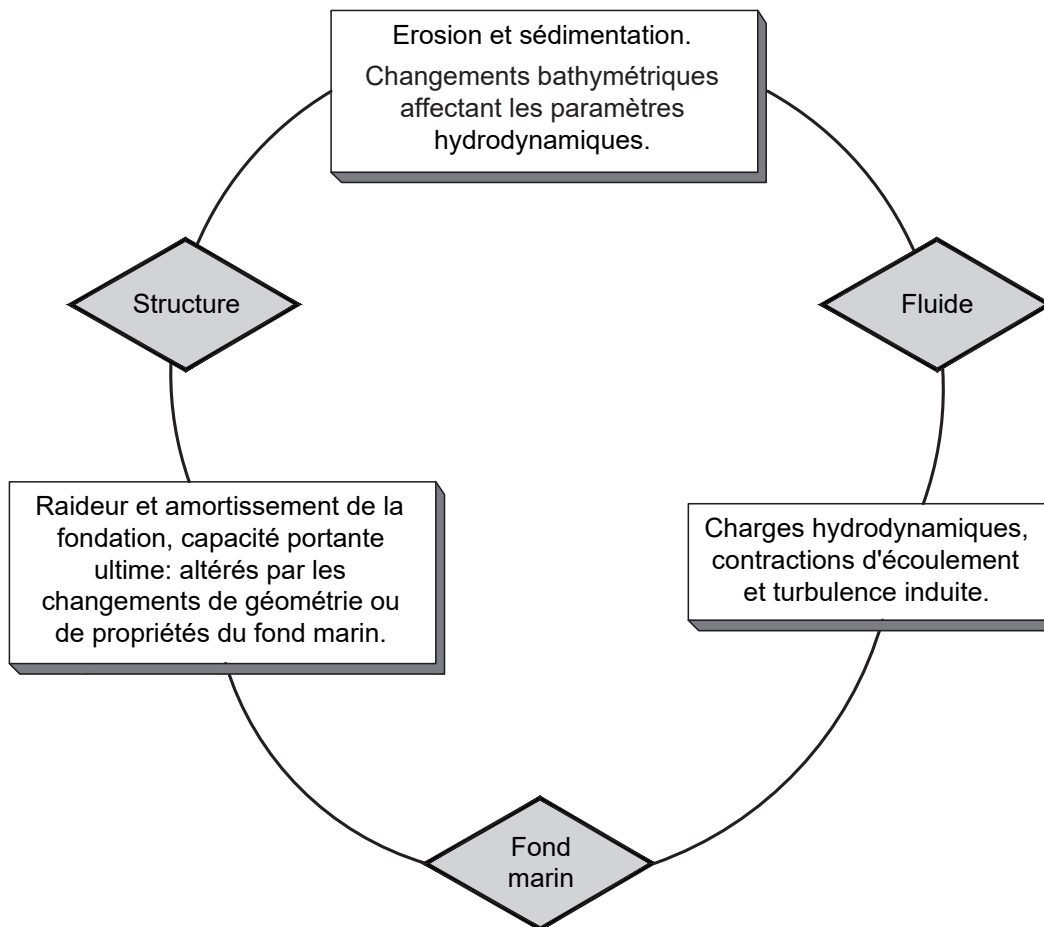 Erosion et sédimentation.
Changements bathymétriques
affectant les paramètres
hydrodynamiques.
Structure
Fluide
Raideur et amortissement de la
fondation, capacité portante
ultime: altérés par les
changements de géométrie ou
de propriétés du fond marin.
Charges hydrodynamiques,
contractions d'écoulement
et turbulence induite.
Fond
marin